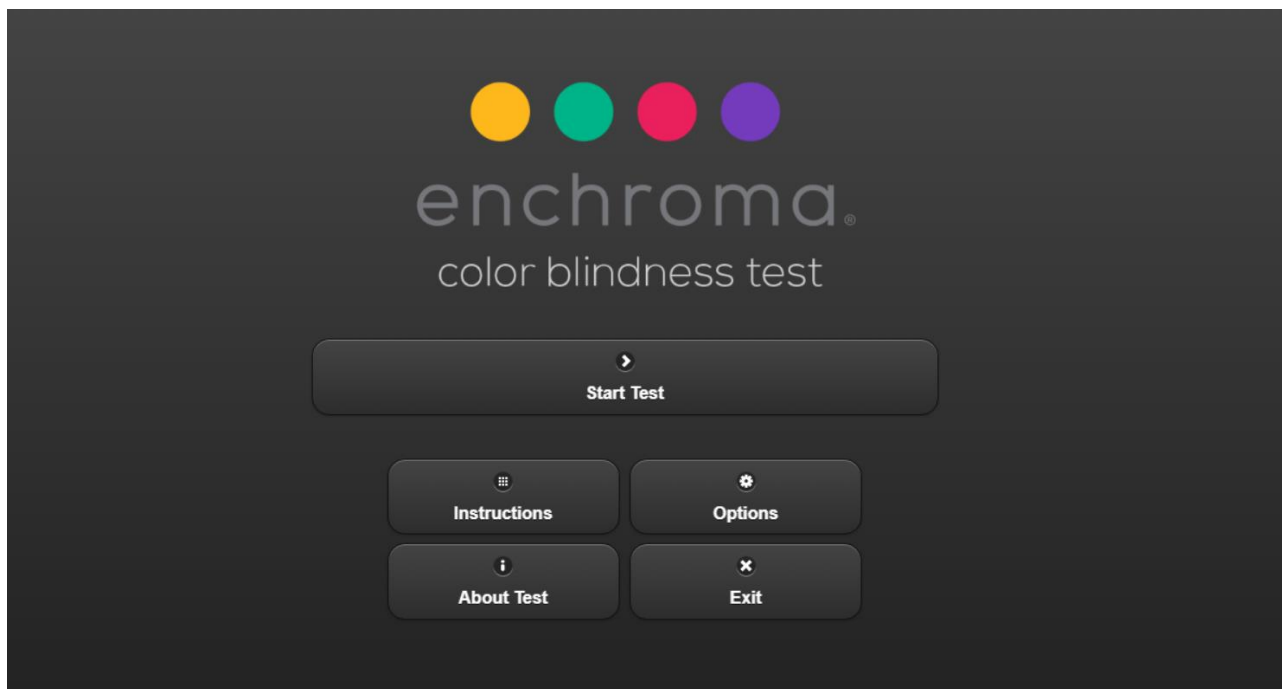 enchroma.®
color blindness test
Start Test
Instructions
Options
About Test
Exit